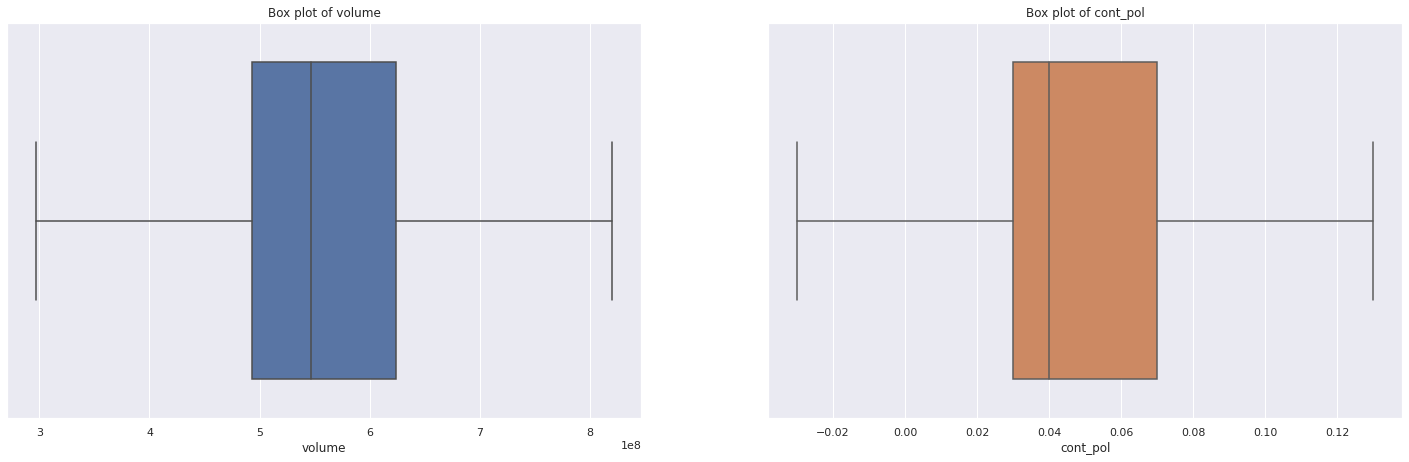 Box plot of volume
3 4 5 6 7 8
1e8
volume
Box plot of cont_pol
−0.02 0.00 0.02 0.04 0.06 0.08 0.10 0.12
cont_pol